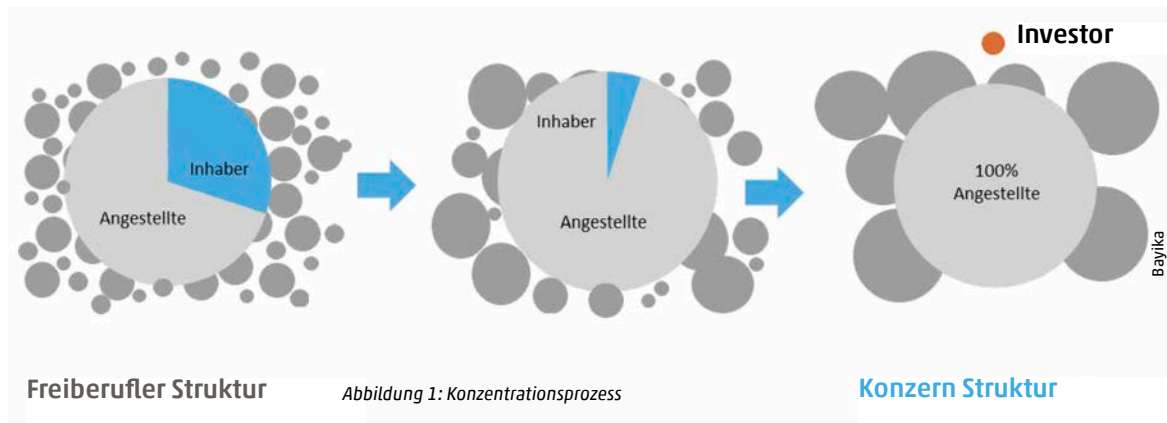 Investor
Inhaber
Angestellte
Inhaber
Angestellte
100%
Angestellte
Bayika
Freiberufler Struktur
Abbildung 1: Konzentrationsprozess
Konzern Struktur